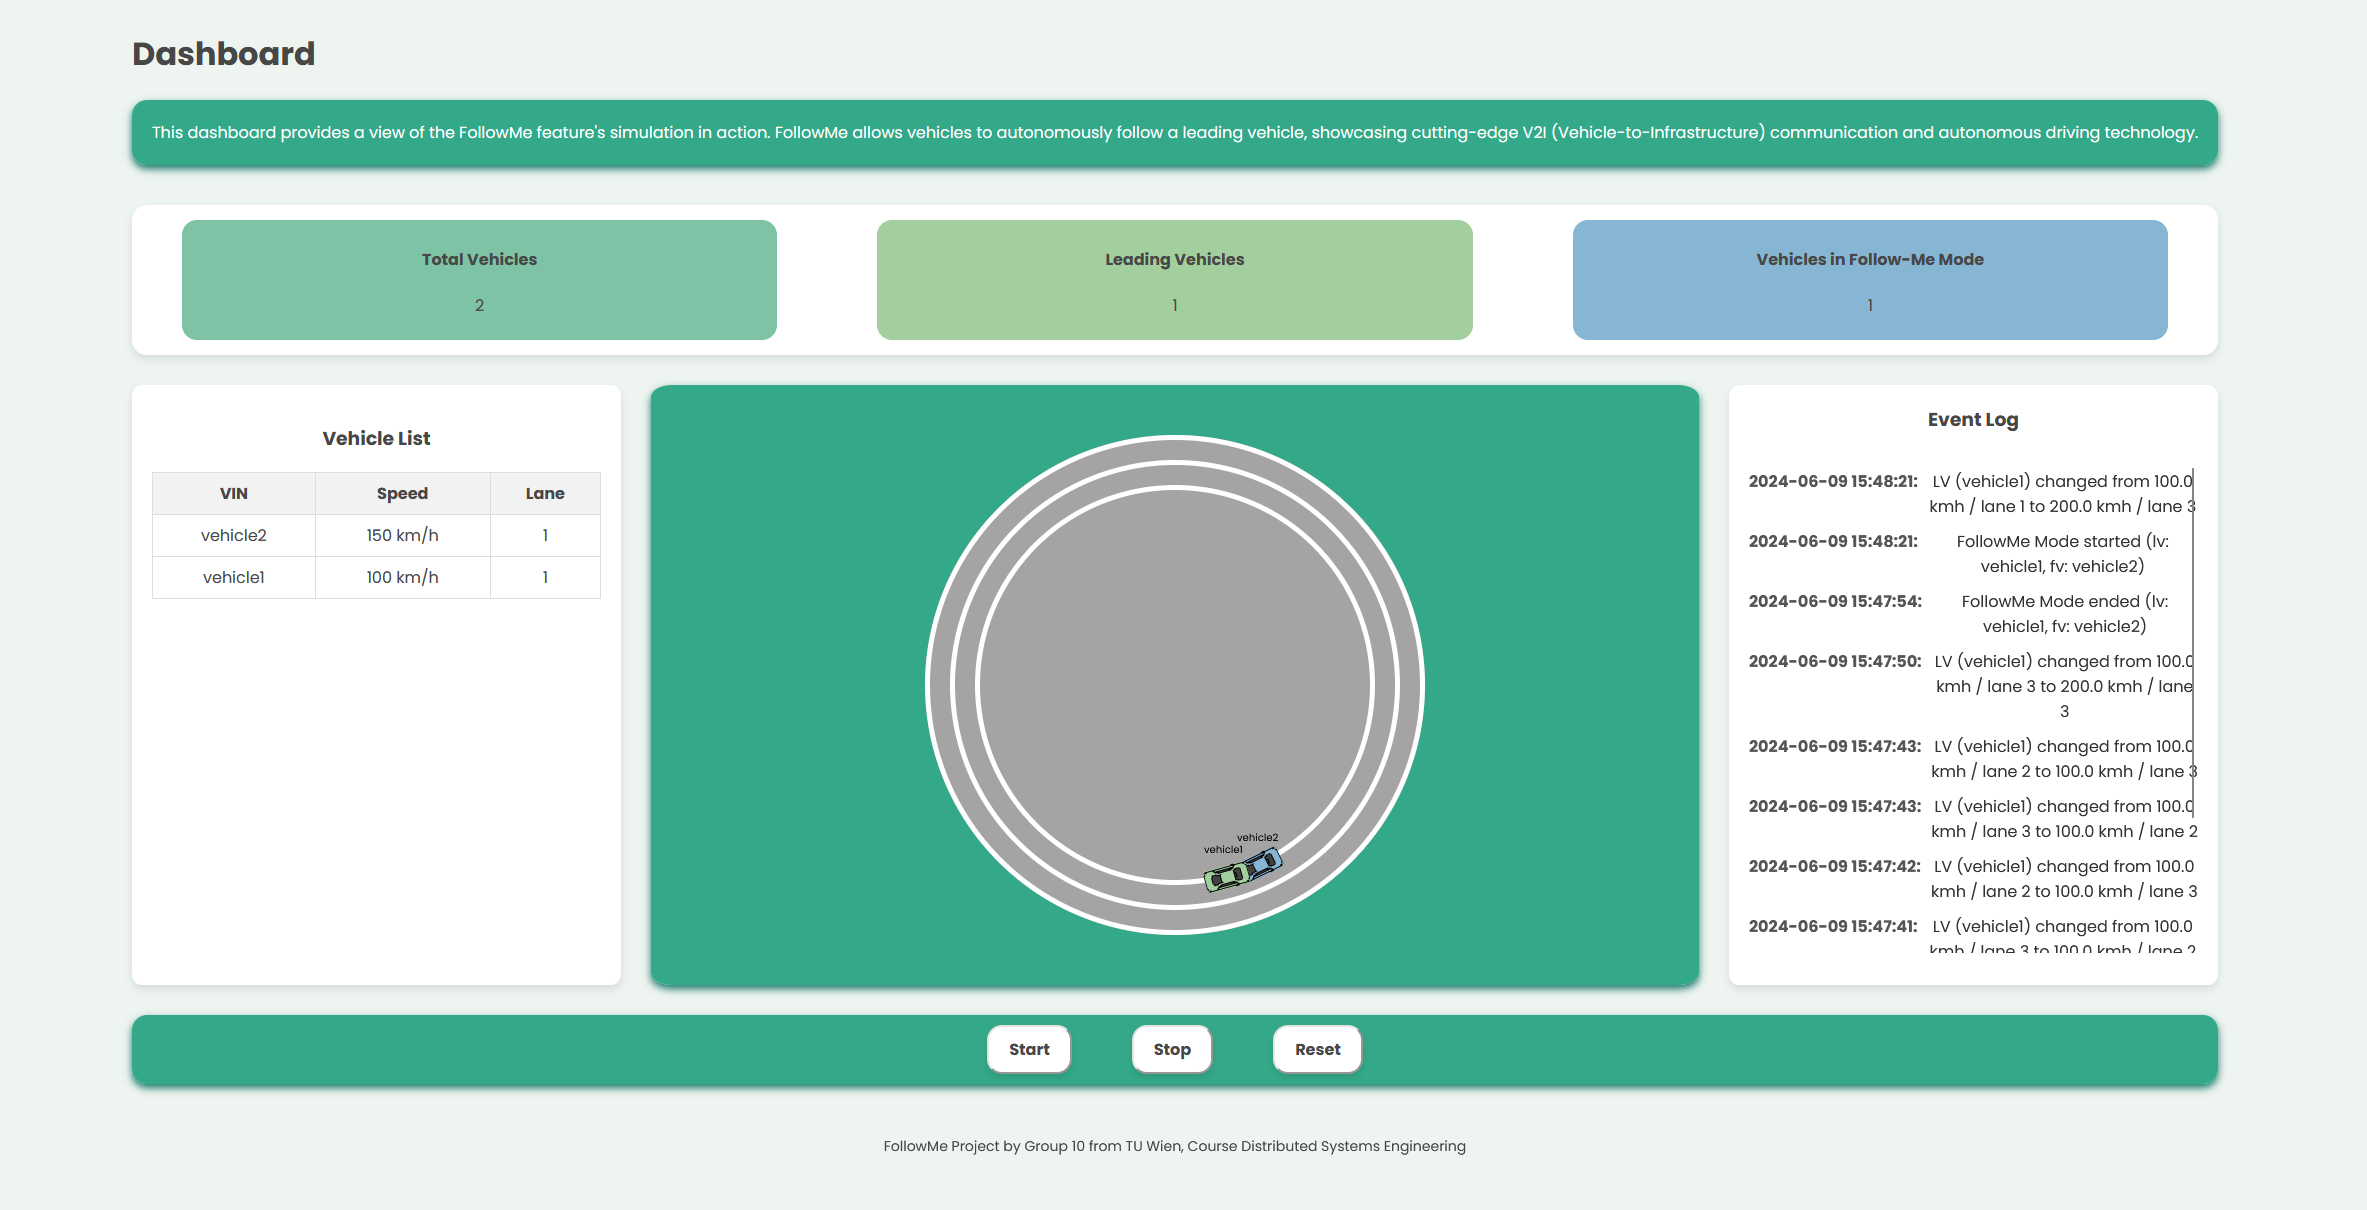 Dashboard
This dashboard provides a view of the FollowMe feature's simulation in action. FollowMe allows vehicles to autonomously follow a leading vehicle, showcasing cutting-edge V2I (Vehicle-to-Infrastructure) communication and autonomous driving technology.
Total Vehicles
2
Leading Vehicles
1
Vehicles in Follow-Me Mode
1
Vehicle List
VIN Speed Lane
vehicle2 150 km/h 1
vehicle1 100 km/h 1
vehicle2
vehicle1
Event Log
2024-06-09 15:48:21: LV (vehicle1) changed from 100.0
kmh / lane 1 to 200.0 kmh / lane 3
2024-06-09 15:48:21: FollowMe Mode started (lv:
vehicle1, fv: vehicle2)
2024-06-09 15:47:54: FollowMe Mode ended (lv:
vehicle1, fv: vehicle2)
2024-06-09 15:47:50: LV (vehicle1) changed from 100.0
kmh / lane 3 to 200.0 kmh / lane
3
2024-06-09 15:47:43: LV (vehicle1) changed from 100.0
kmh / lane 2 to 100.0 kmh / lane 3
2024-06-09 15:47:43: LV (vehicle1) changed from 100.0
kmh / lane 3 to 100.0 kmh / lane 2
2024-06-09 15:47:42: LV (vehicle1) changed from 100.0
kmh / lane 2 to 100.0 kmh / lane 3
2024-06-09 15:47:41: LV (vehicle1) changed from 100.0
kmh / lane 3 to 100.0 kmh / lane 2
Start
Stop
Reset
FollowMe Project by Group 10 from TU Wien, Course Distributed Systems Engineering